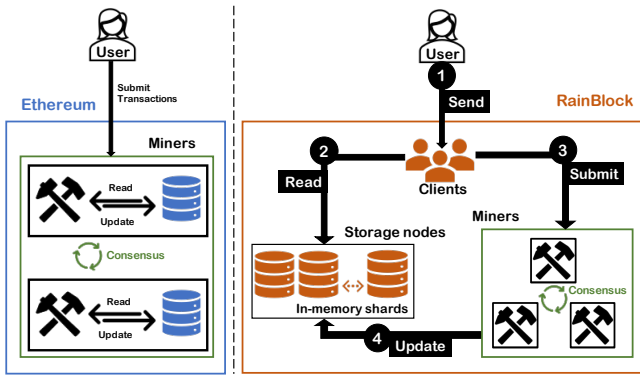 User
Submit
Transactions
Ethereum
Miners
Read
Update
Consensus
Read
Update
User
1
Send
RainBlock
2
Read
Clients
3
Submit
Miners
Storage nodes
In-memory shards
Consensus
4
Update